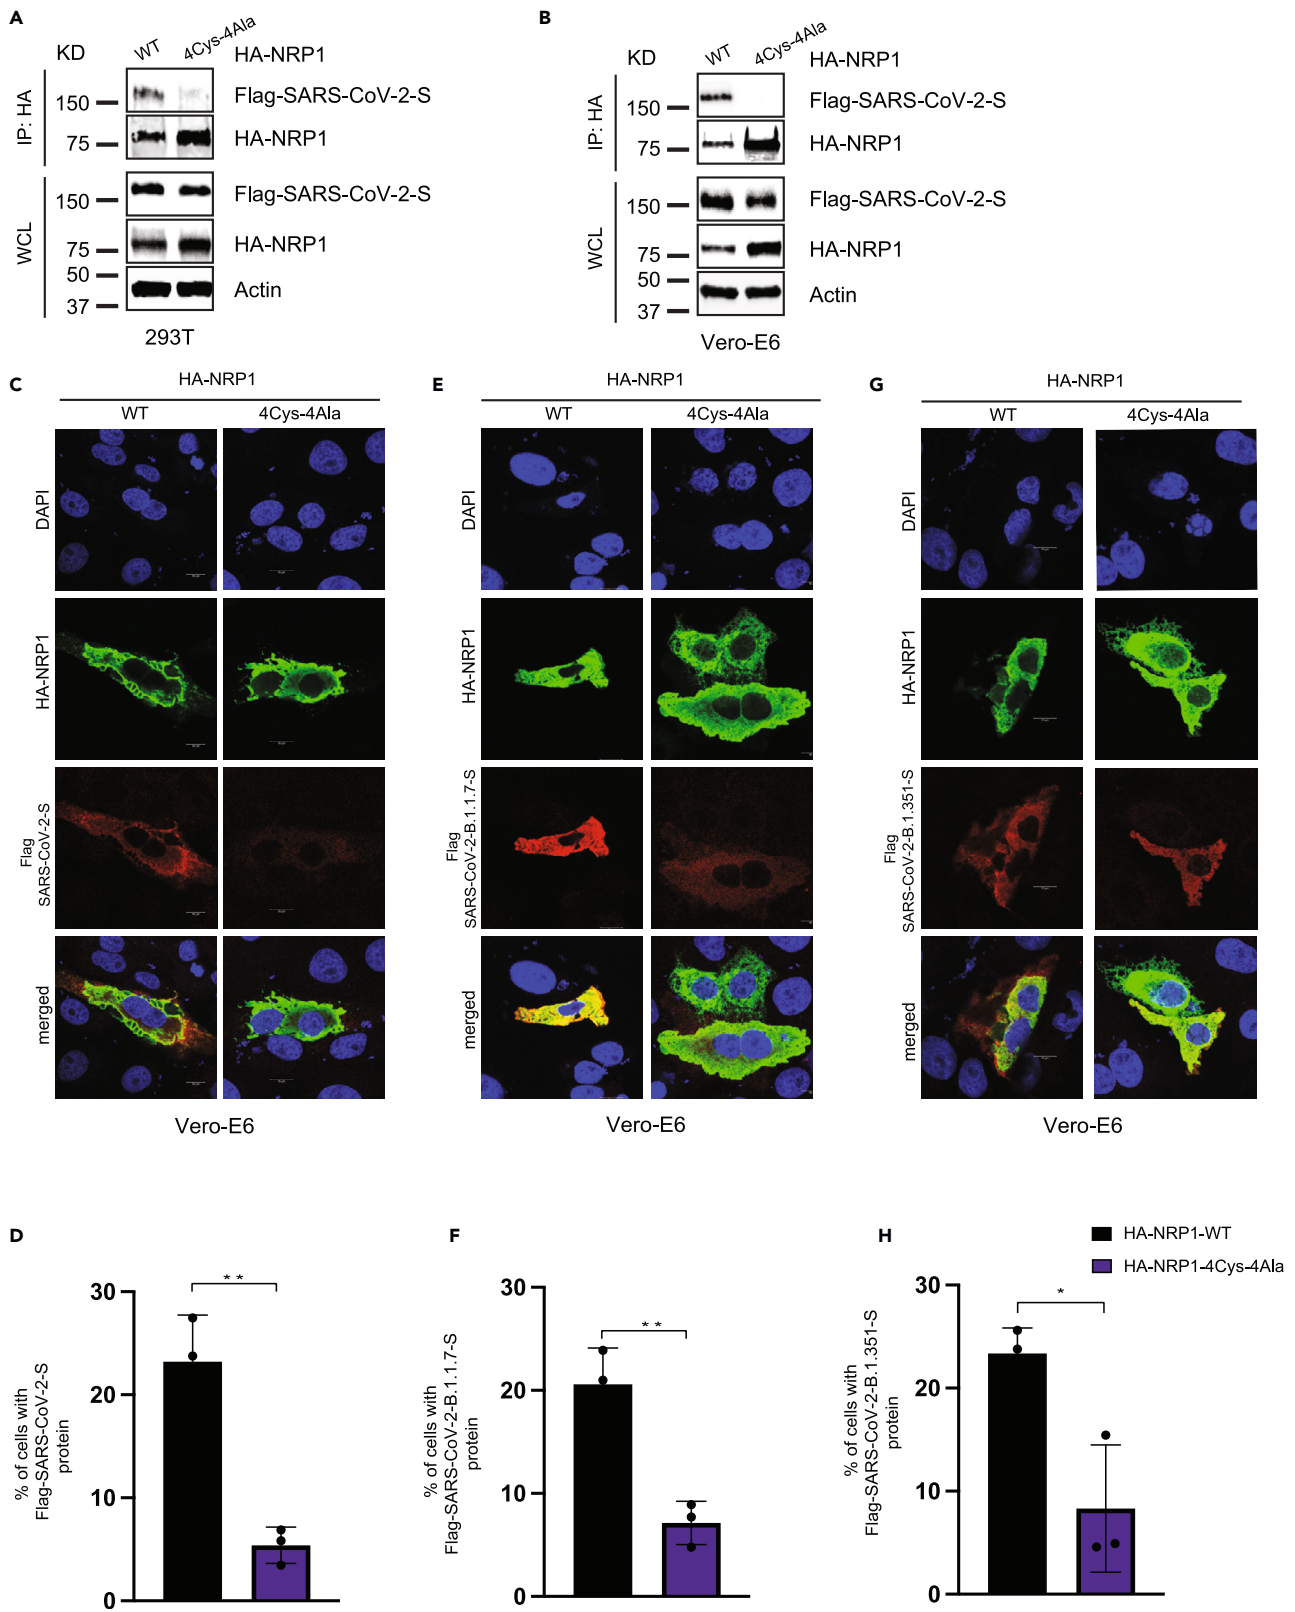 A
KD
WT
4Cys-4Ala
HA-NRP1
IP: HA
150
Flag-SARS-CoV-2-S
75
HA-NRP1
WCL
150
Flag-SARS-CoV-2-S
75
HA-NRP1
50
37
Actin
293T
B
KD
WT
4Cys-4Ala
HA-NRP1
IP: HA
150
Flag-SARS-CoV-2-S
75
HA-NRP1
WCL
150
Flag-SARS-CoV-2-S
75
HA-NRP1
50
37
Actin
Vero-E6
C
HA-NRP1
WT
4Cys-4Ala
DAPI
HA-NRP1
Flag
SARS-CoV-2-S
merged
Vero-E6
E
HA-NRP1
WT
4Cys-4Ala
DAPI
HA-NRP1
Flag
SARS-CoV-2-B.1.1.7-S
merged
Vero-E6
G
HA-NRP1
WT
4Cys-4Ala
DAPI
HA-NRP1
Flag
SARS-CoV-2-B.1.351-S
merged
Vero-E6
D
% of cells with
Flag-SARS-CoV-2-S
protein
30
20
10
0
**
F
% of cells with
Flag-SARS-CoV-2-B.1.1.7-S
protein
30
20
10
0
**
H
HA-NRP1-WT
HA-NRP1-4Cys-4Ala
% of cells with
Flag-SARS-CoV-2-B.1.351-S
protein
30
20
10
0
*